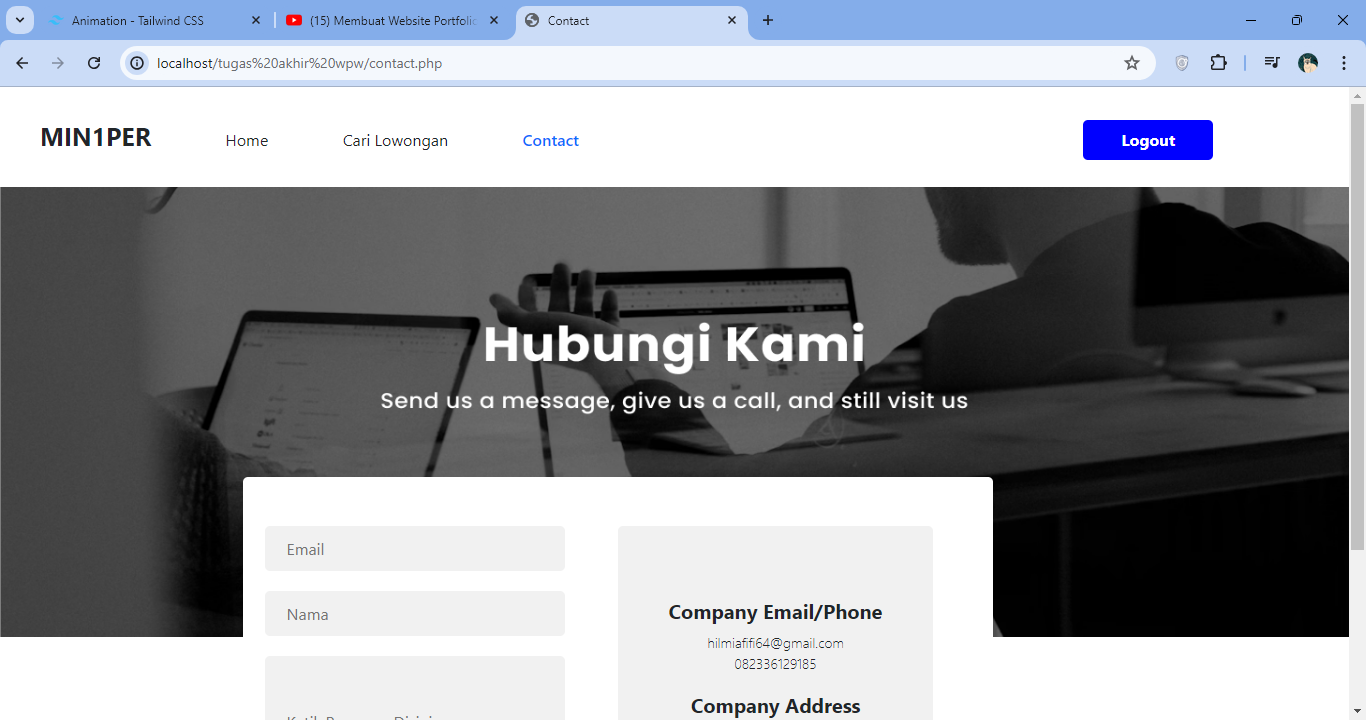 Animation - Tailwind CSS
(15) Membuat Website Portfolio
Contact
localhost/tugas%20akhir%20wpw/contact.php
MIN1PER
Home
Cari Lowongan
Contact
Logout
Hubungi Kami
Send us a message, give us a call, and still visit us
Email
Nama
Company Email/Phone
hilmiafifi64@gmail.com
082336129185
Company Address